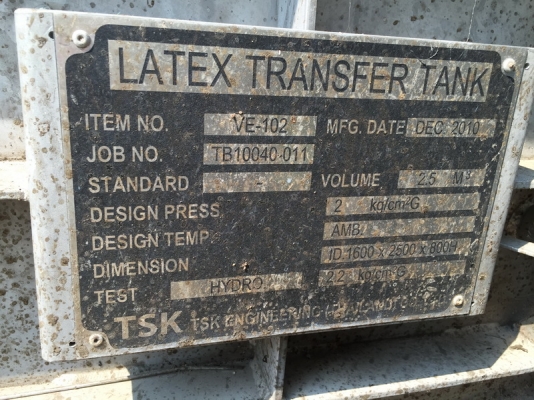 LATEX TRANSFER TANK
ITEM NO. VE-102 MFG. DATE DEC 2010
JOB NO. TB10040-011
STANDARD - VOLUME 2.5 M³
DESIGN PRESS 2 kg/cm²G
DESIGN TEMP AMB.
DIMENSION ID.1600 x 2500 x 800H
TEST HYDRO 2.2 kg/cm²G
TSK TSK ENGINEERING